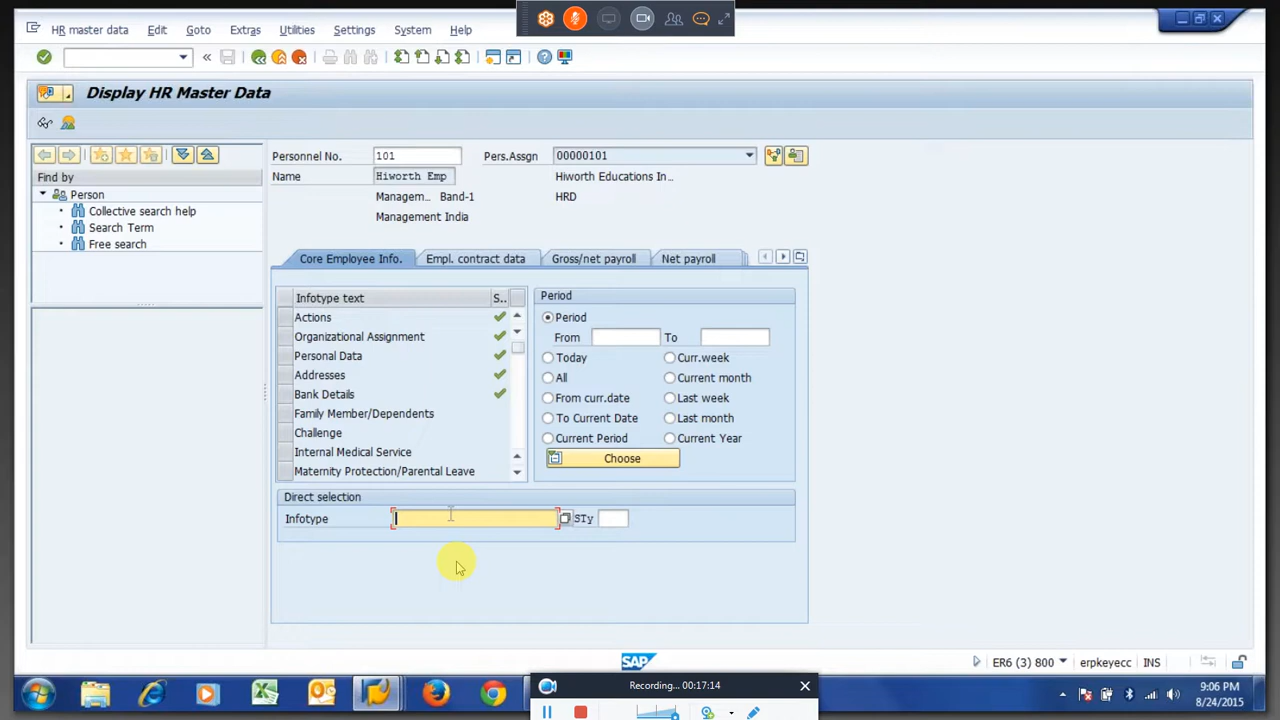 HR master data Edit Goto Extras Utilities Settings System Help
Display HR Master Data
Find by
Person
Collective search help
Search Term
Free search
Personnel No. 101 Pers.Assgn 00000101
Name Hiworth Emp Hiworth Educations In...
Managem... Band-1 HRD
Management India
Core Employee Info. Empl. contract data Gross/net payroll Net payroll
Infotype text S..
Actions
Organizational Assignment
Personal Data
Addresses
Bank Details
Family Member/Dependents
Challenge
Internal Medical Service
Maternity Protection/Parental Leave
Period
Period
From To
Today Curr.week
All Current month
From curr.date Last week
To Current Date Last month
Current Period Current Year
Choose
Direct selection
Infotype STy
SAP
ER6 (3) 800 erpkeyecc INS
Recording... 00:17:14
9:06 PM
8/24/2015